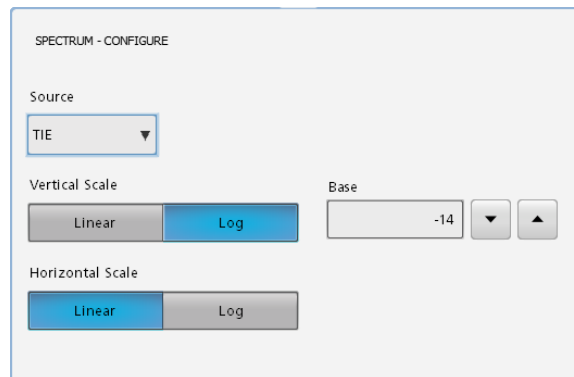 SPECTRUM - CONFIGURE
Source
TIE
Vertical Scale
Base
Linear Log
-14
Horizontal Scale
Linear Log